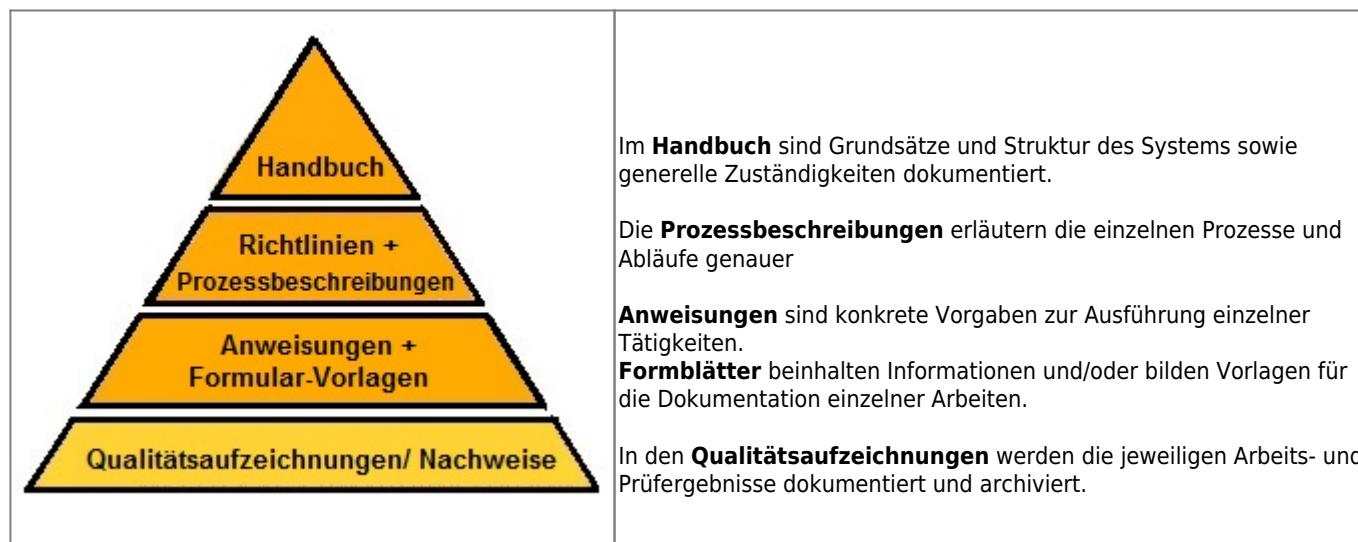 Handbuch
Richtlinien +
Prozessbeschreibungen
Anweisungen +
Formular-Vorlagen
Qualitätsaufzeichnungen/ Nachweise
Im Handbuch sind Grundsätze und Struktur des Systems sowie
generelle Zuständigkeiten dokumentiert.
Die Prozessbeschreibungen erläutern die einzelnen Prozesse und
Abläufe genauer
Anweisungen sind konkrete Vorgaben zur Ausführung einzelner
Tätigkeiten.
Formblätter beinhalten Informationen und/oder bilden Vorlagen für
die Dokumentation einzelner Arbeiten.
In den Qualitätsaufzeichnungen werden die jeweiligen Arbeits- und
Prüfergebnisse dokumentiert und archiviert.